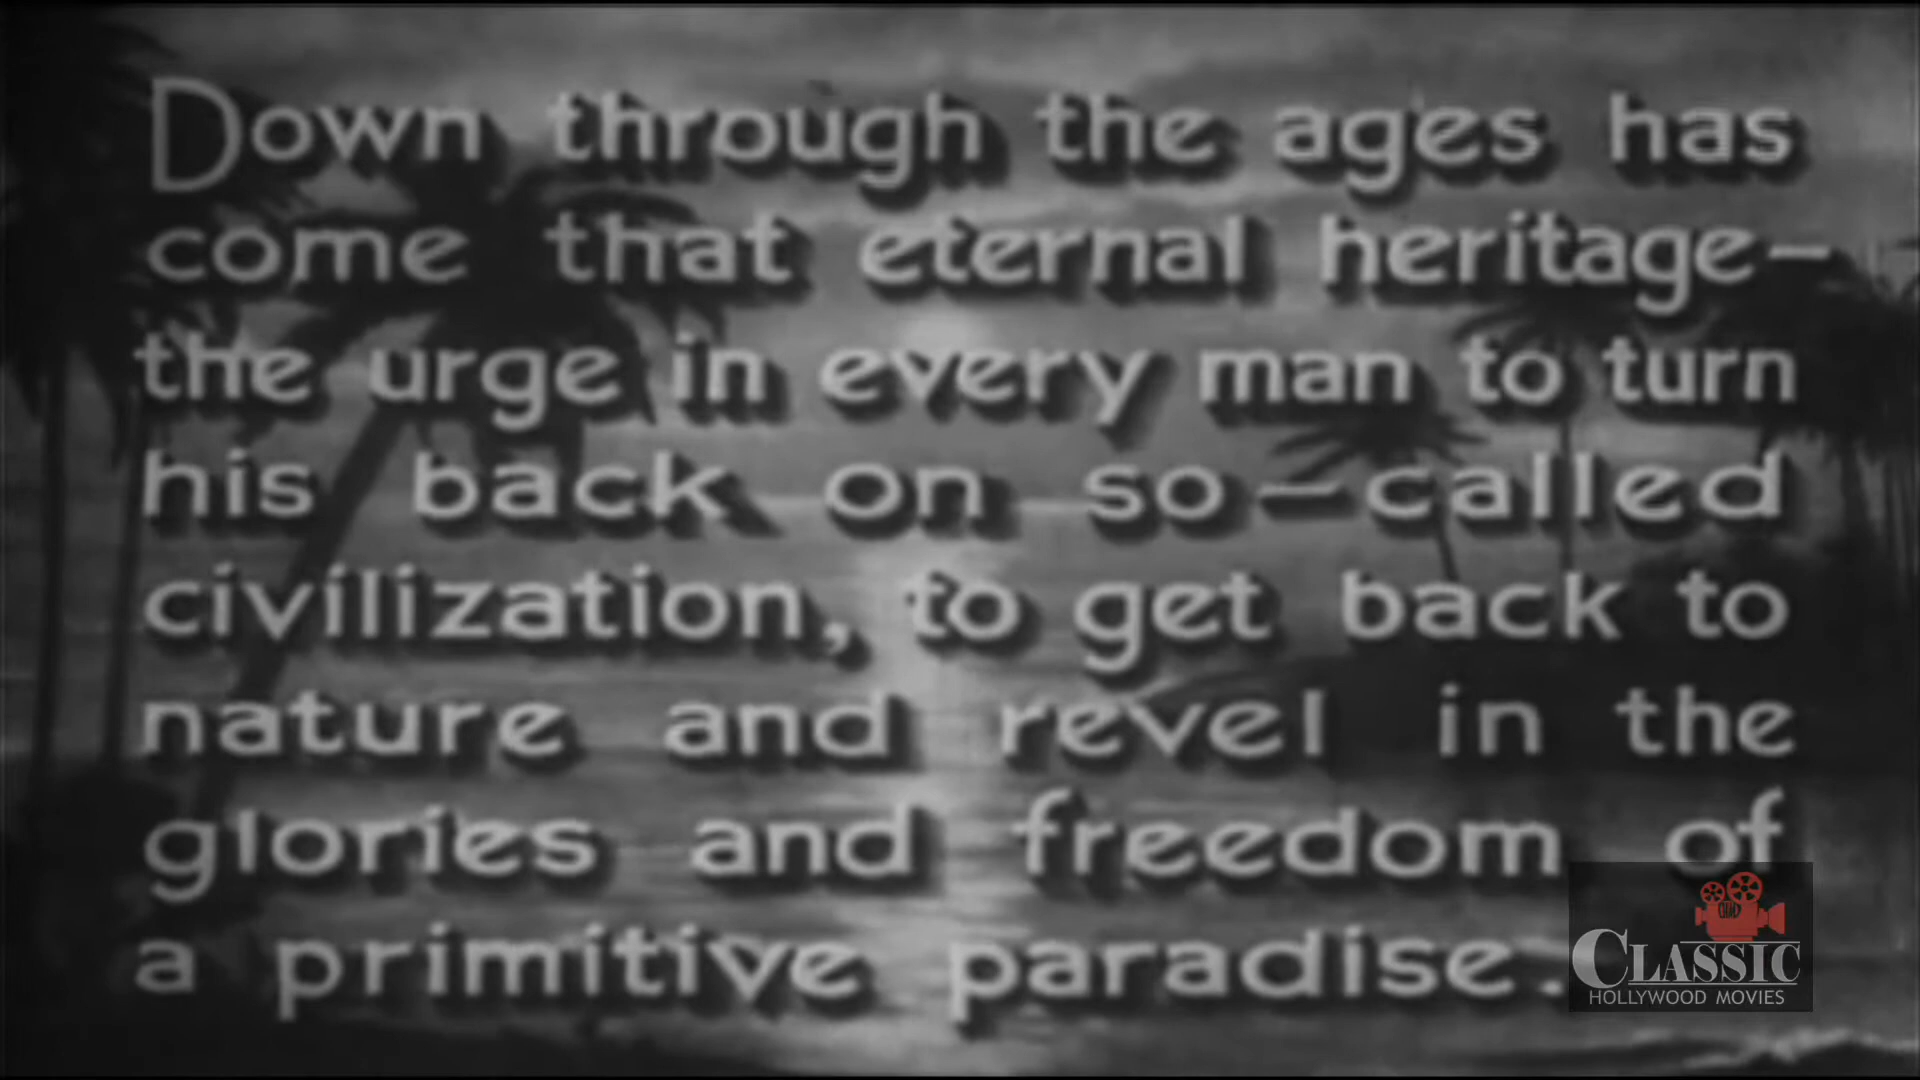 Down through the ages has
come that eternal heritage—
the urge in every man to turn
his back on so—called
civilization, to get back to
nature and revel in the
glories and freedom of
a primitive paradise.
CLASSIC
HOLLYWOOD MOVIES